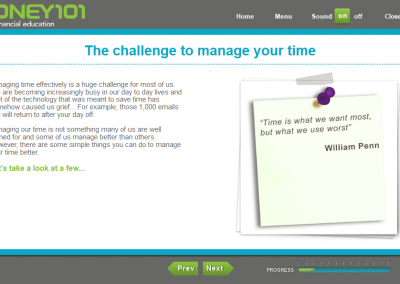 ONEY101
nancial education
Home Menu Sound on off Close
The challenge to manage your time
naging time effectively is a huge challenge for most of us.
are becoming increasingly busy in our day to day lives and
t of the technology that was meant to save time has
ehow caused us grief... For example, those 1,000 emails
will return to after your day off.
naging our time is not something many of us are well
ned for and some of us manage better than others.
ever, there are some simple things you can do to manage
r time better.
t's take a look at a few...
"Time is what we want most,
but what we use worst"
William Penn
Prev Next
PROGRESS